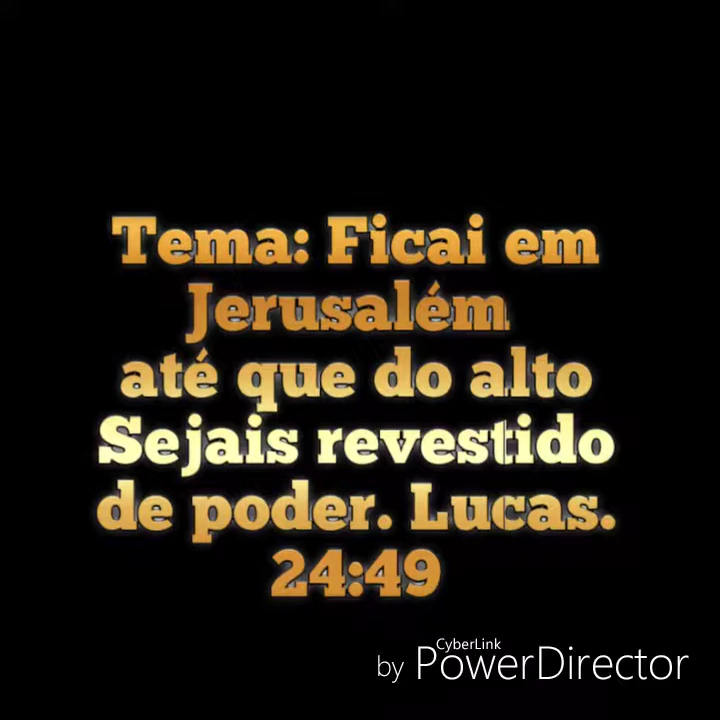 Tema: Ficai em
Jerusalém
até que do alto
Sejais revestido
de poder. Lucas.
24:49
CyberLink
by PowerDirector